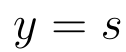 y = s